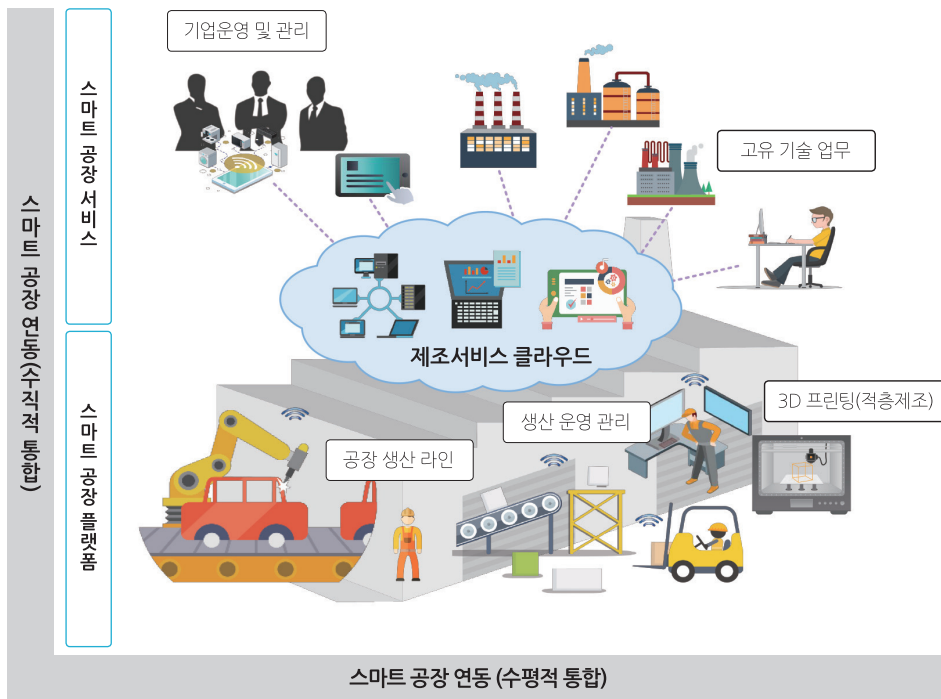 기업운영 및 관리
고유 기술 업무
스마트 공장 서비스
스마트 공장 연동(수직적 통합)
제조서비스 클라우드
스마트 공장 플랫폼
3D 프린팅(적층제조)
생산 운영 관리
공장 생산 라인
스마트 공장 연동 (수평적 통합)